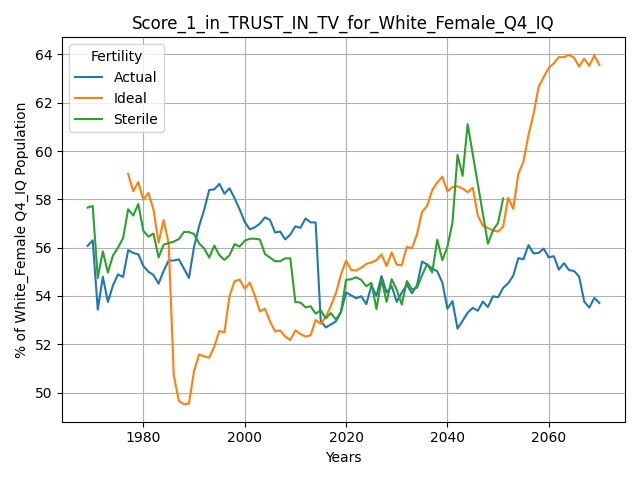 Score_1_in_TRUST_IN_TV_for_White_Female_Q4_IQ
% of White_Female Q4_IQ Population
64
62
60
58
56
54
52
50
Fertility
Actual
Ideal
Sterile
1980 2000 2020 2040 2060
Years